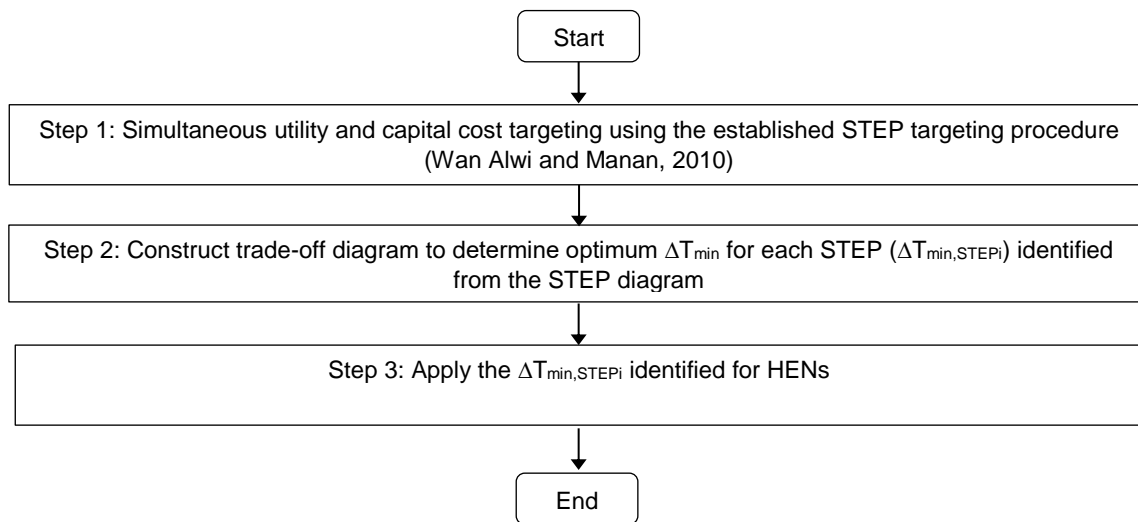 Start
Step 1: Simultaneous utility and capital cost targeting using the established STEP targeting procedure
(Wan Alwi and Manan, 2010)
Step 2: Construct trade-off diagram to determine optimum ΔTmin for each STEP (ΔTmin,STEPi) identified
from the STEP diagram
Step 3: Apply the ΔTmin,STEPi identified for HENs
End